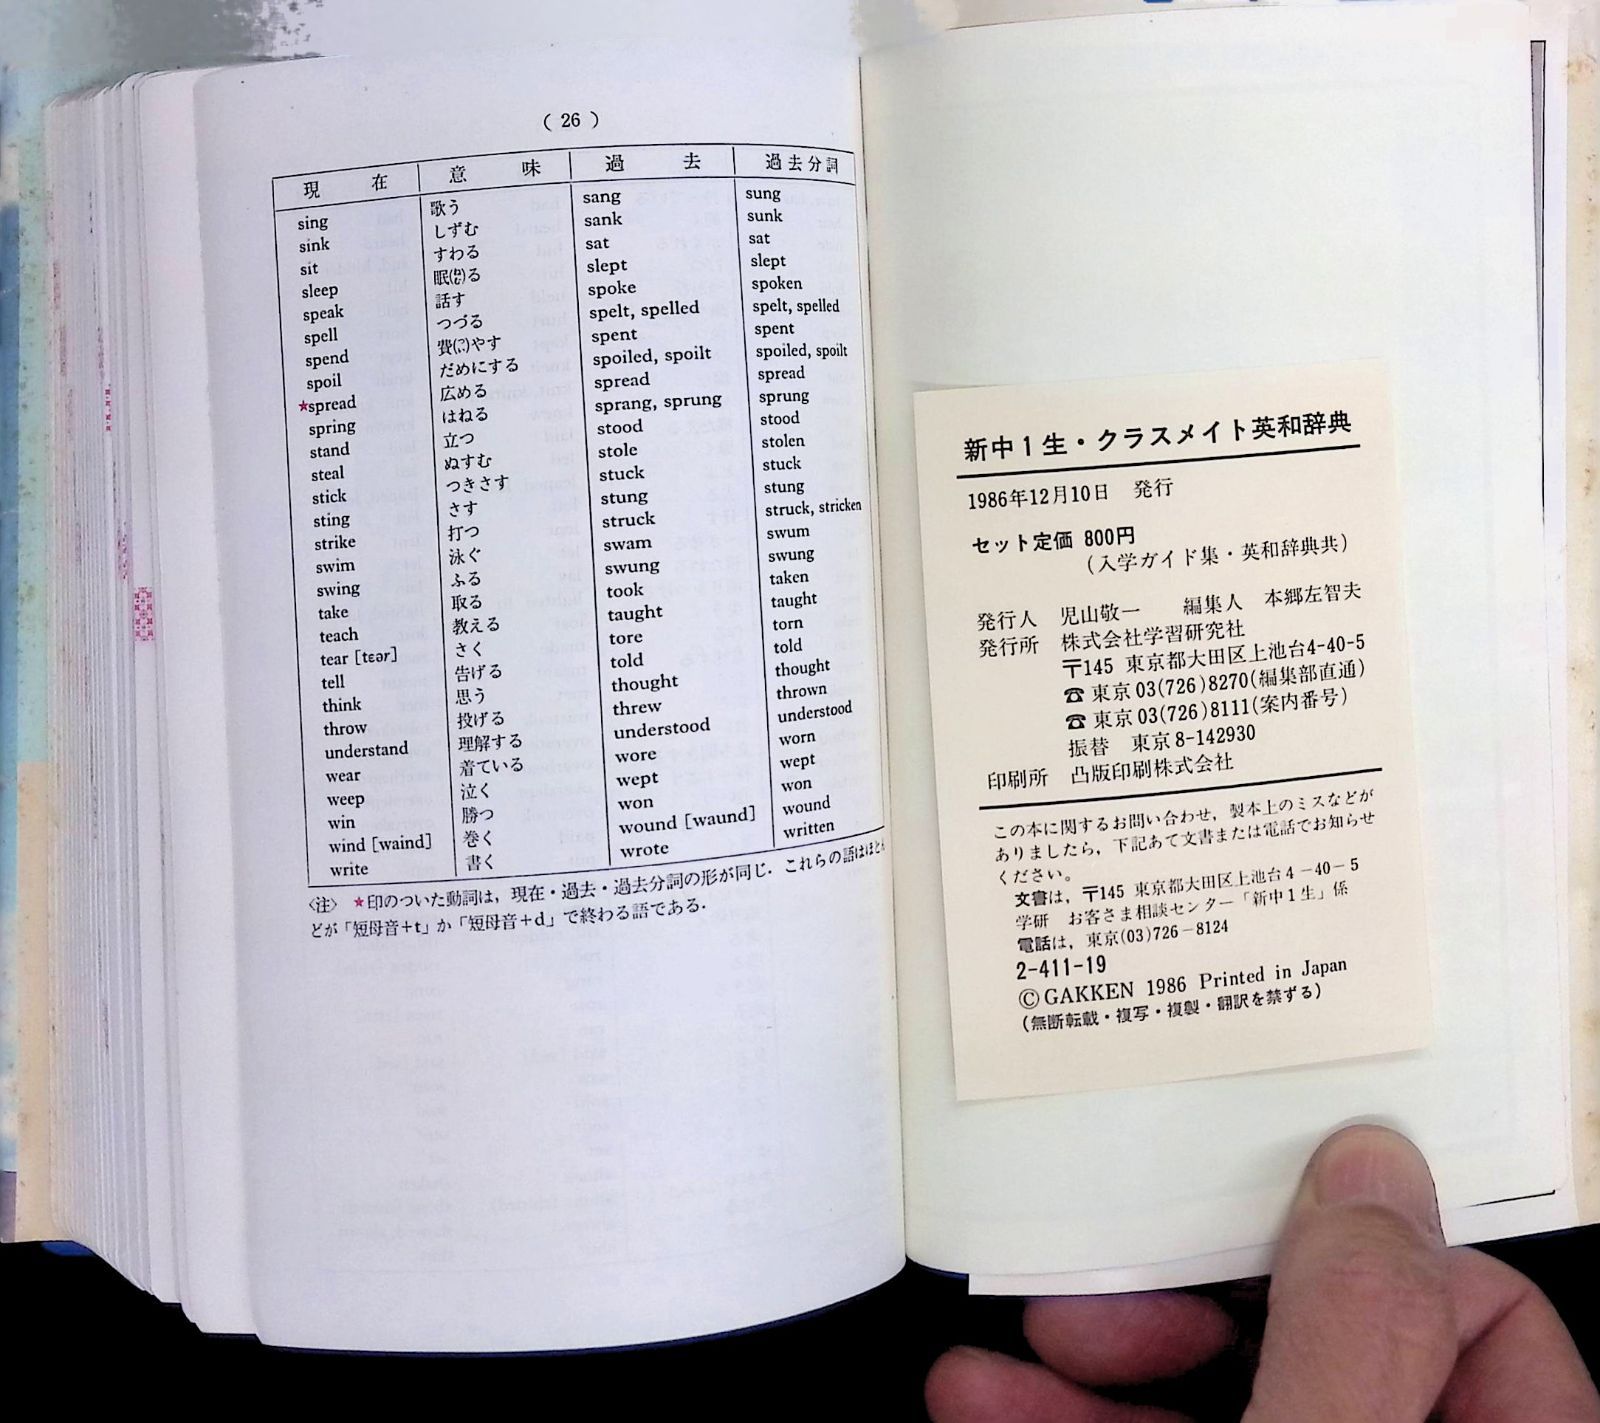 ( 26 )
現在 意味 過去 過去分詞
sing 歌う sang sung
sink しずむ sank sunk
sit すわる sat sat
sleep 眠(ねむ)る slept slept
speak 話す spoke spoken
spell つづる spelt, spelled spelt, spelled
spend 費(つい)やす spent spent
spoil だめにする spoiled, spoilt spoiled, spoilt
★spread 広める spread spread
spring はねる sprang, sprung sprung
stand 立つ stood stood
steal ぬすむ stole stolen
stick つきさす stuck stuck
sting さす stung stung
strike 打つ struck struck, stricken
swim 泳ぐ swam swum
swing ふる swung swung
take 取る took taken
teach 教える taught taught
tear [tɛər] さく tore torn
tell 告げる told told
think 思う thought thought
throw 投げる threw thrown
understand 理解する understood understood
wear 着ている wore worn
weep 泣く wept wept
win 勝つ won won
wind [waind] 巻く wound [waund] wound
write 書く wrote written
〈注〉 ★印のついた動詞は，現在・過去・過去分詞の形が同じ．これらの語はほとん
どが「短母音＋t」か「短母音＋d」で終わる語である．
新中1生・クラスメイト英和辞典
1986年12月10日 発行
セット定価 800円
(入学ガイド集・英和辞典共)
発行人 児山敬一 編集人 本郷左智夫
発行所 株式会社学習研究社
〒145 東京都大田区上池台4-40-5
☎東京03(726)8270(編集部直通)
☎東京03(726)8111(案内番号)
振替 東京8-142930
印刷所 凸版印刷株式会社
この本に関するお問い合わせ，製本上のミスなどが
ありましたら，下記あて文書または電話でお知らせ
ください。
文書は，〒145 東京都大田区上池台4－40－5
学研 お客さま相談センター「新中1生」係
電話は，東京(03)726－8124
2-411-19
©GAKKEN 1986 Printed in Japan
(無断転載・複写・複製・翻訳を禁ずる)